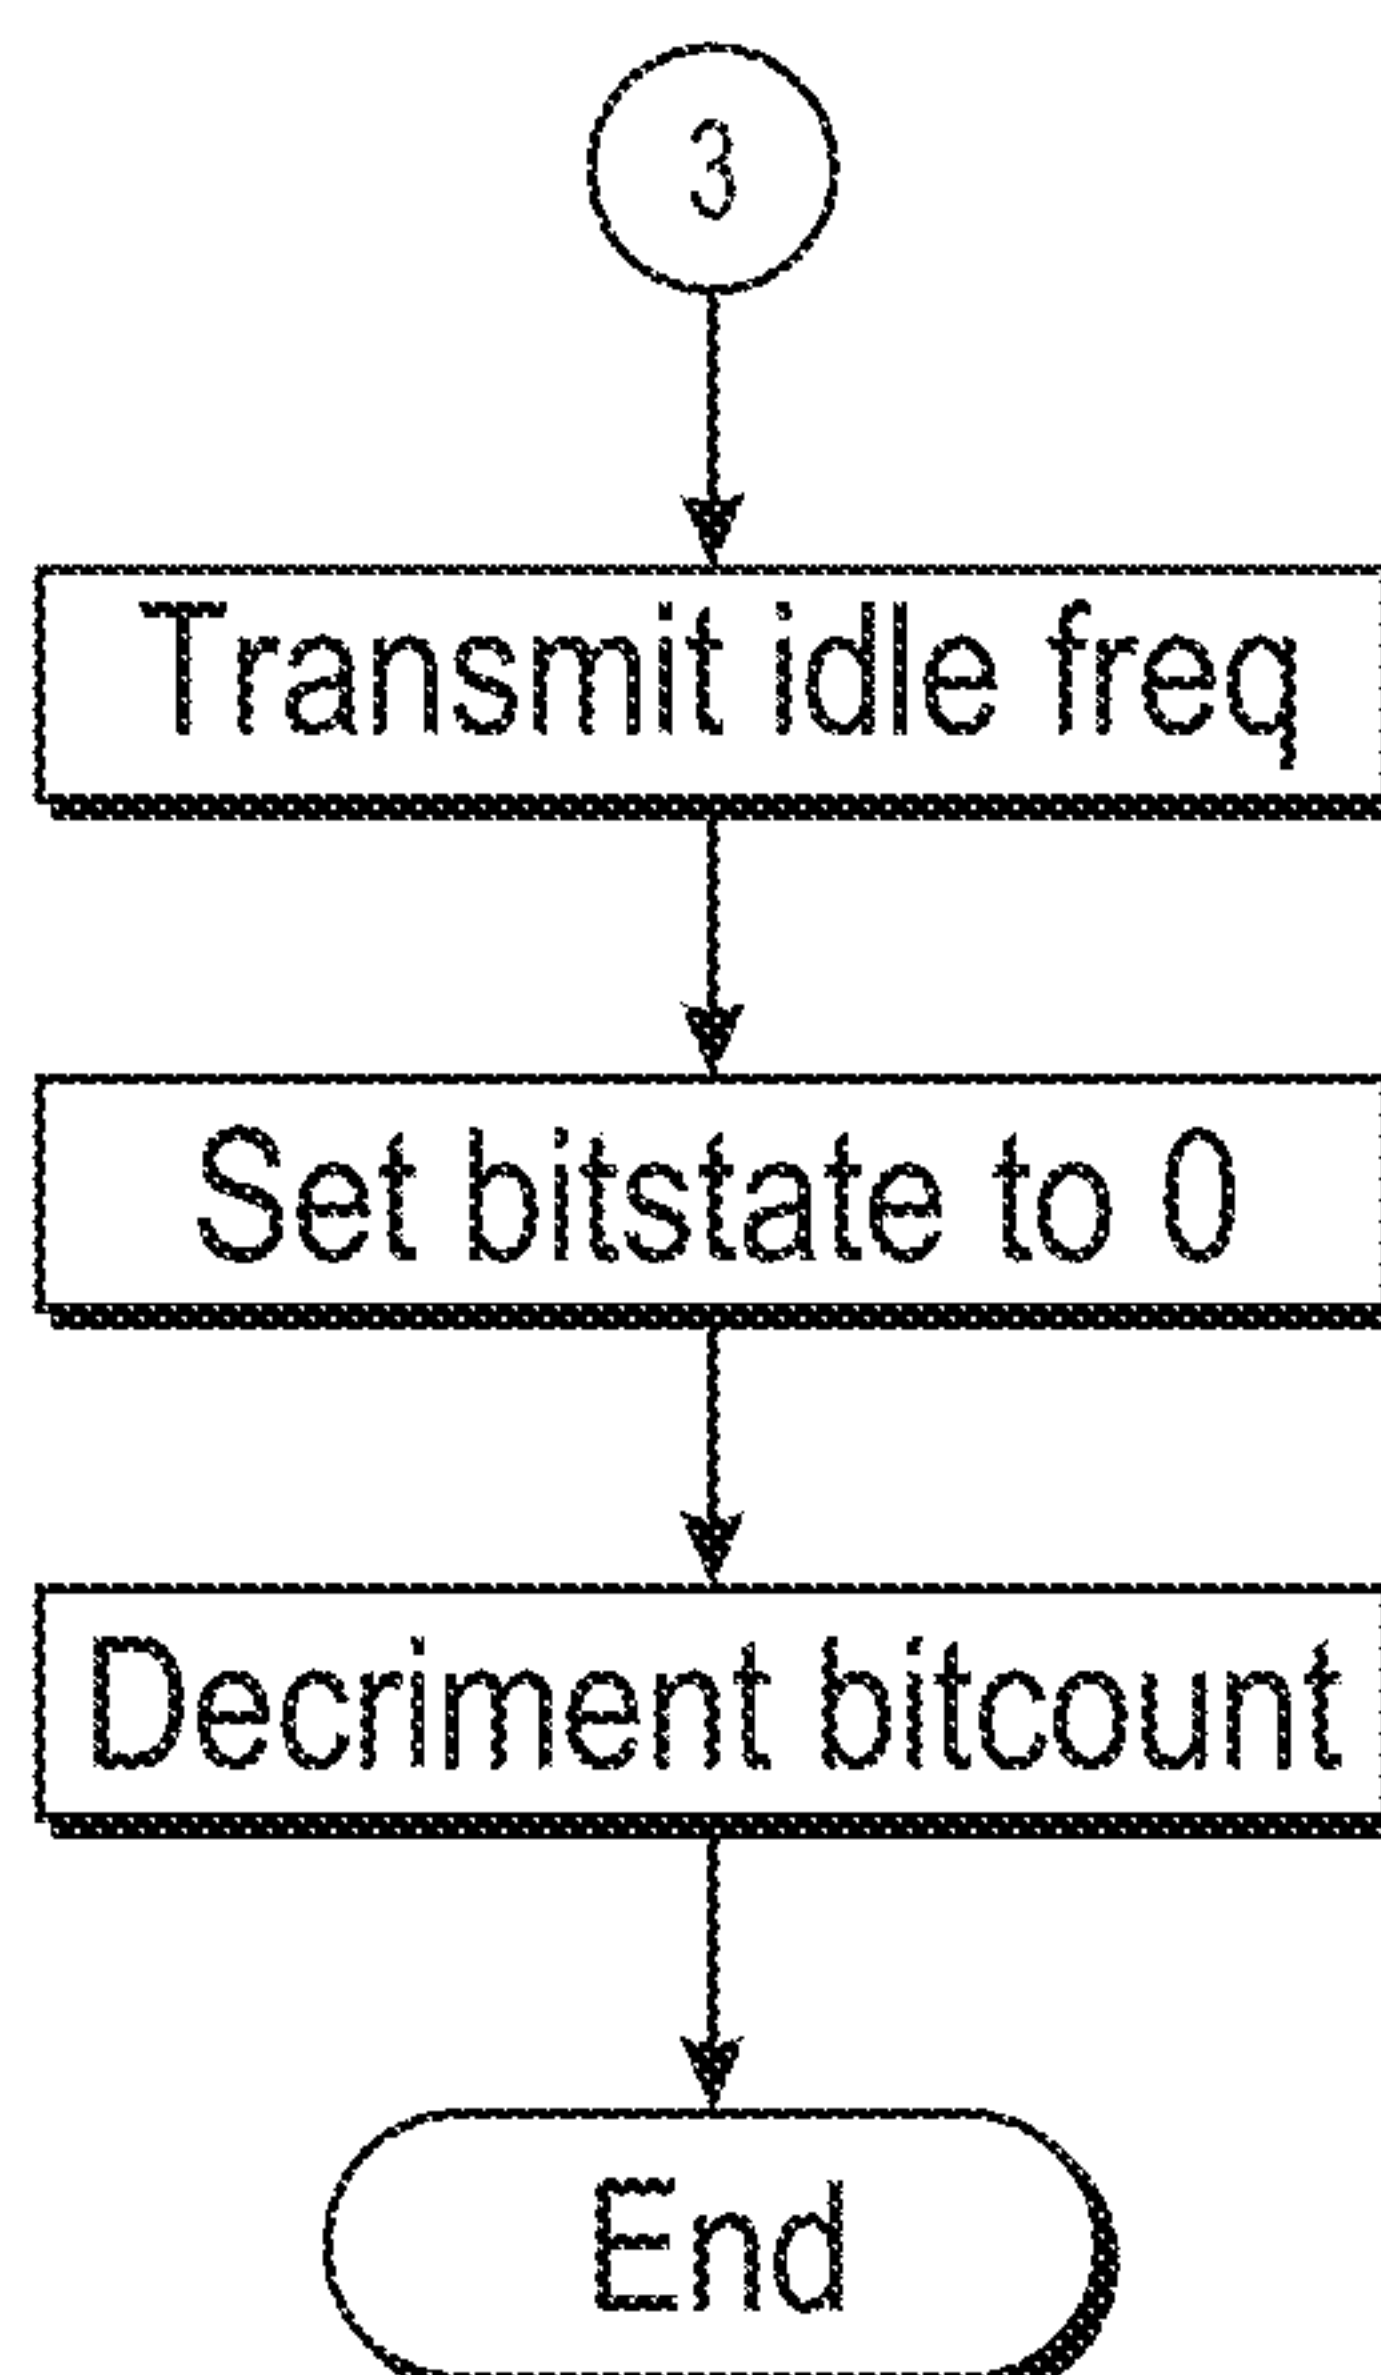 3
Transmit idle freq
Set bitstate to 0
Decriment bitcount
End